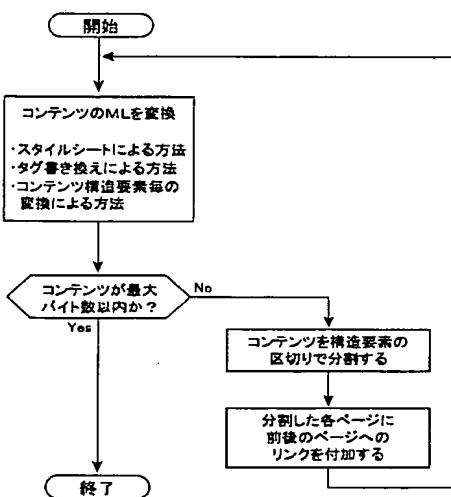 開始
コンテンツのMLを変換
・スタイルシートによる方法
・タグ書き換えによる方法
・コンテンツ構造要素毎の
変換による方法
コンテンツが最大
バイト数以内か？
No
Yes
コンテンツを構造要素の
区切りで分割する
分割した各ページに
前後のページへの
リンクを付加する
終了